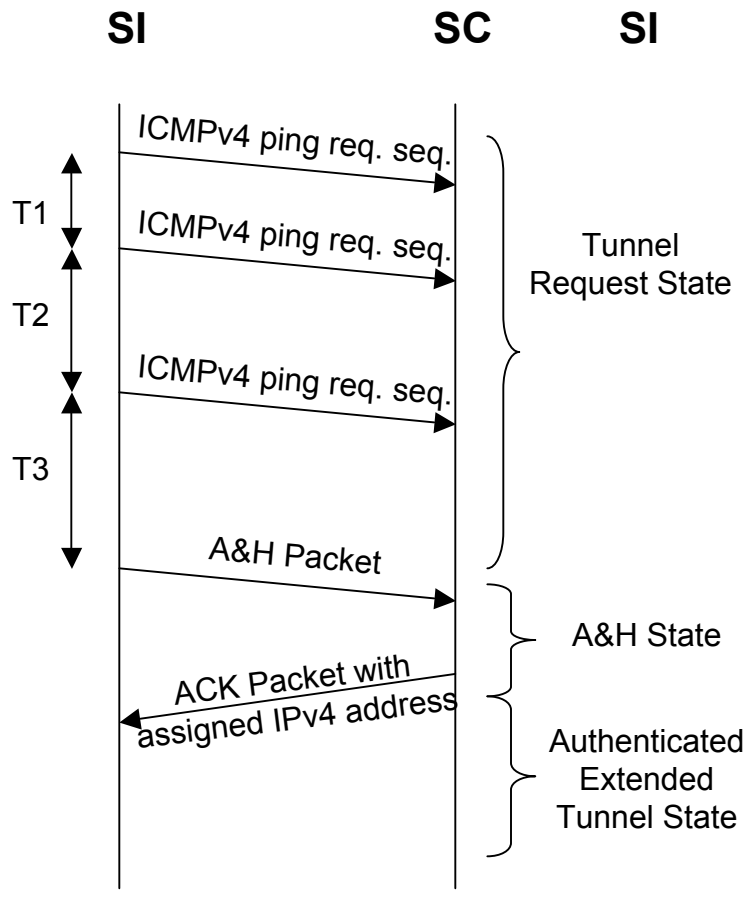 SI SC SI
ICMPv4 ping req. seq.
T1
ICMPv4 ping req. seq.
Tunnel
Request State
T2
ICMPv4 ping req. seq.
T3
A&H Packet
A&H State
ACK Packet with
assigned IPv4 address
Authenticated
Extended
Tunnel State